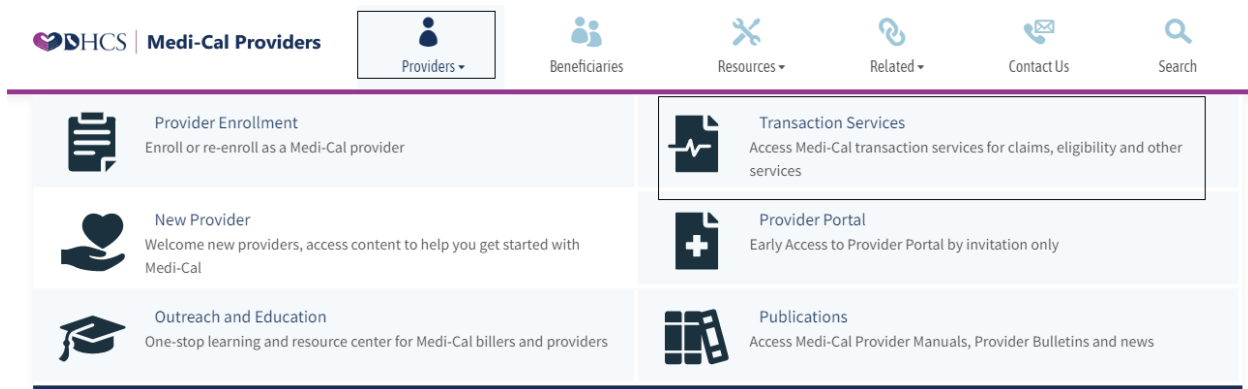 DHCS Medi-Cal Providers
Providers
Beneficiaries
Resources
Related
Contact Us
Search
Provider Enrollment
Enroll or re-enroll as a Medi-Cal provider
Transaction Services
Access Medi-Cal transaction services for claims, eligibility and other
services
New Provider
Welcome new providers, access content to help you get started with
Medi-Cal
Provider Portal
Early Access to Provider Portal by invitation only
Outreach and Education
One-stop learning and resource center for Medi-Cal billers and providers
Publications
Access Medi-Cal Provider Manuals, Provider Bulletins and news